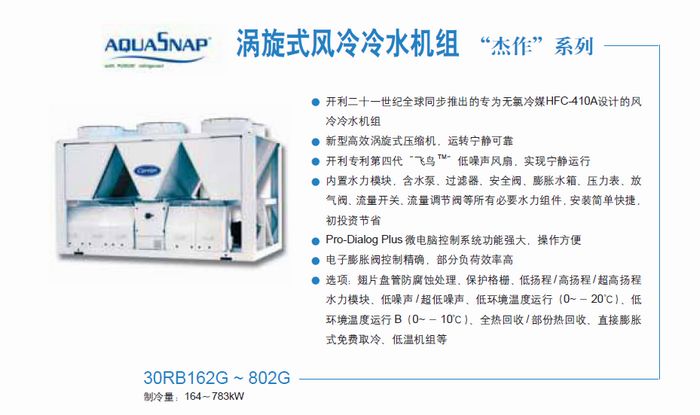 AQUASNAP®
with PURON® refrigerant
涡旋式风冷冷水机组 “杰作”系列
Carrier
● 开利二十一世纪全球同步推出的专为无氯冷媒HFC-410A设计的风
冷冷水机组
● 新型高效涡旋式压缩机、运转宁静可靠
● 开利专利第四代“飞鸟™”低噪声风扇、实现宁静运行
● 内置水力模块、含水泵、过滤器、安全阀、膨胀水箱、压力表、放
气阀、流量开关、流量调节阀等所有必要水力组件，安装简单快捷，
初投资节省
● Pro-Dialog Plus 微电脑控制系统功能强大、操作方便
● 电子膨胀阀控制精确、部分负荷效率高
● 选项: 翅片盘管防腐蚀处理、保护格栅、低扬程/高扬程/超高扬程
水力模块、低噪声/超低噪声、低环境温度运行（0~ -20℃）、低
环境温度运行 B（0~ -10℃）、全热回收/部份热回收、直接膨胀
式免费取冷、低温机组等
30RB162G ~ 802G
制冷量：164～783kW